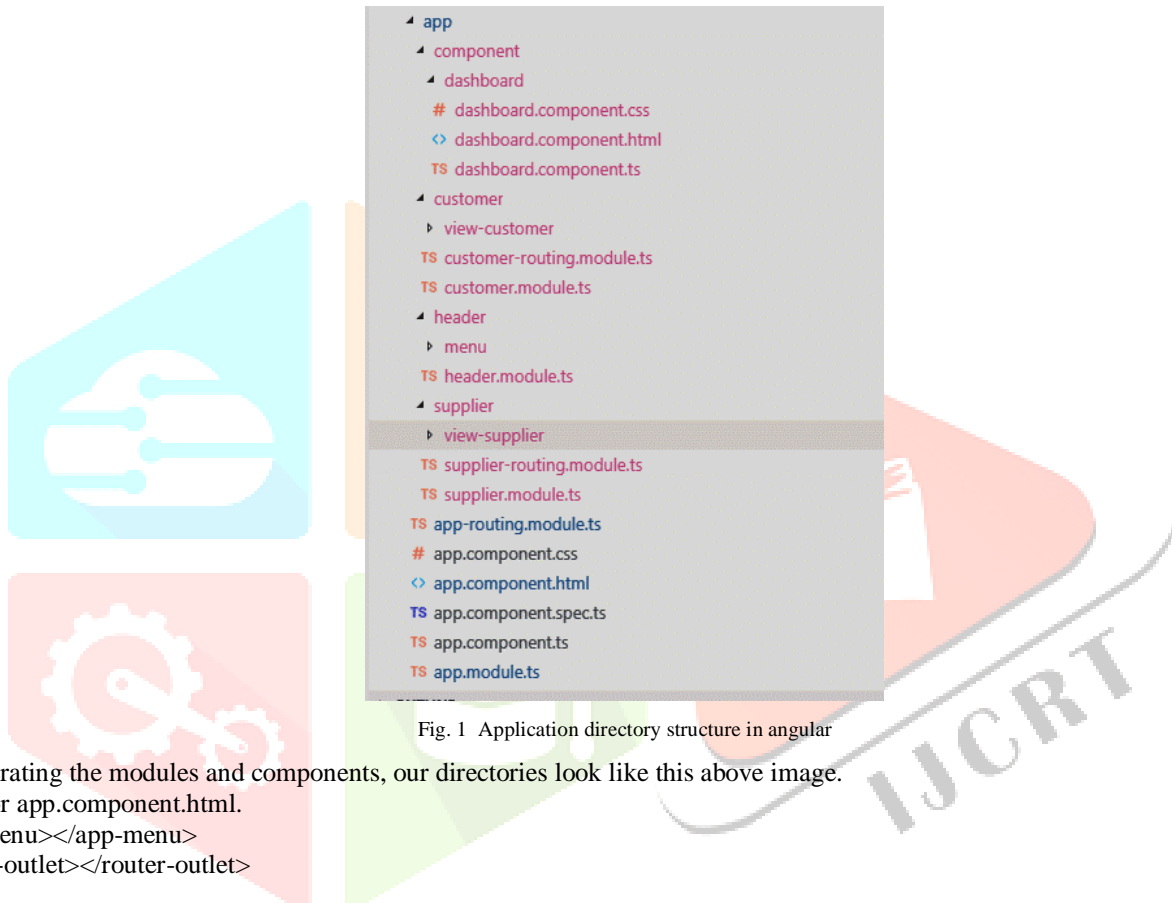 app
component
dashboard
# dashboard.component.css
<> dashboard.component.html
TS dashboard.component.ts
customer
view-customer
TS customer-routing.module.ts
TS customer.module.ts
header
menu
TS header.module.ts
supplier
view-supplier
TS supplier-routing.module.ts
TS supplier.module.ts
TS app-routing.module.ts
# app.component.css
<> app.component.html
TS app.component.spec.ts
TS app.component.ts
TS app.module.ts
Fig. 1 Application directory structure in angular
rating the modules and components, our directories look like this above image.
r app.component.html.
enu></app-menu>
-outlet></router-outlet>
IJCRT